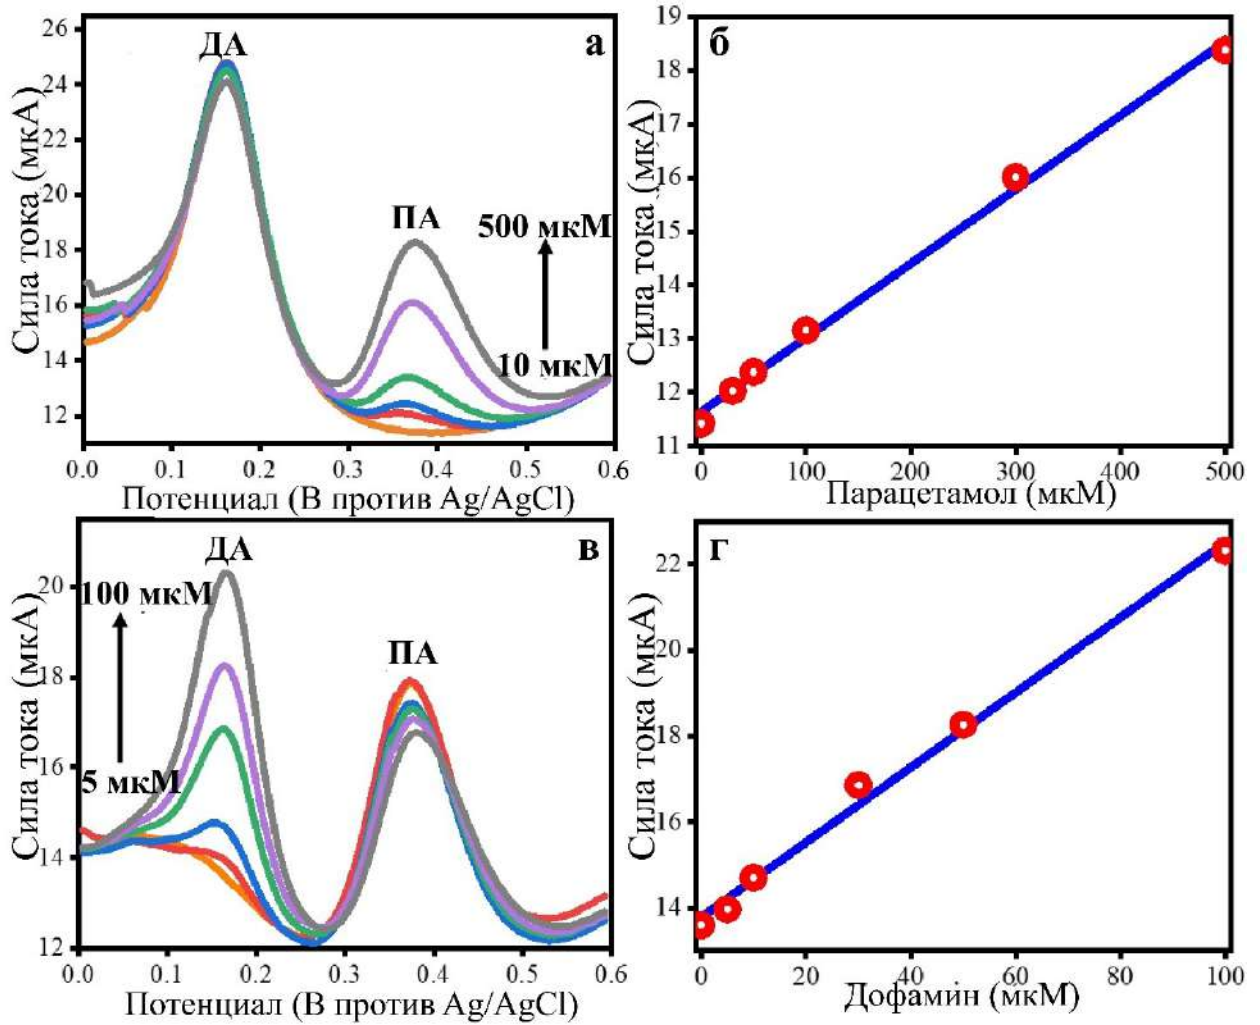 а
ДА
ПА
500 мкМ
10 мкМ
Сила тока (мкА)
26
24
22
20
18
16
14
12
0.0 0.1 0.2 0.3 0.4 0.5 0.6
Потенциал (В против Ag/AgCl)
б
Сила тока (мкА)
19
18
17
16
15
14
13
12
11
0 100 200 300 400 500
Парацетамол (мкМ)
в
ДА
ПА
100 мкМ
5 мкМ
Сила тока (мкА)
20
18
16
14
12
0.0 0.1 0.2 0.3 0.4 0.5 0.6
Потенциал (В против Ag/AgCl)
г
Сила тока (мкА)
22
20
18
16
14
0 20 40 60 80 100
Дофамин (мкМ)